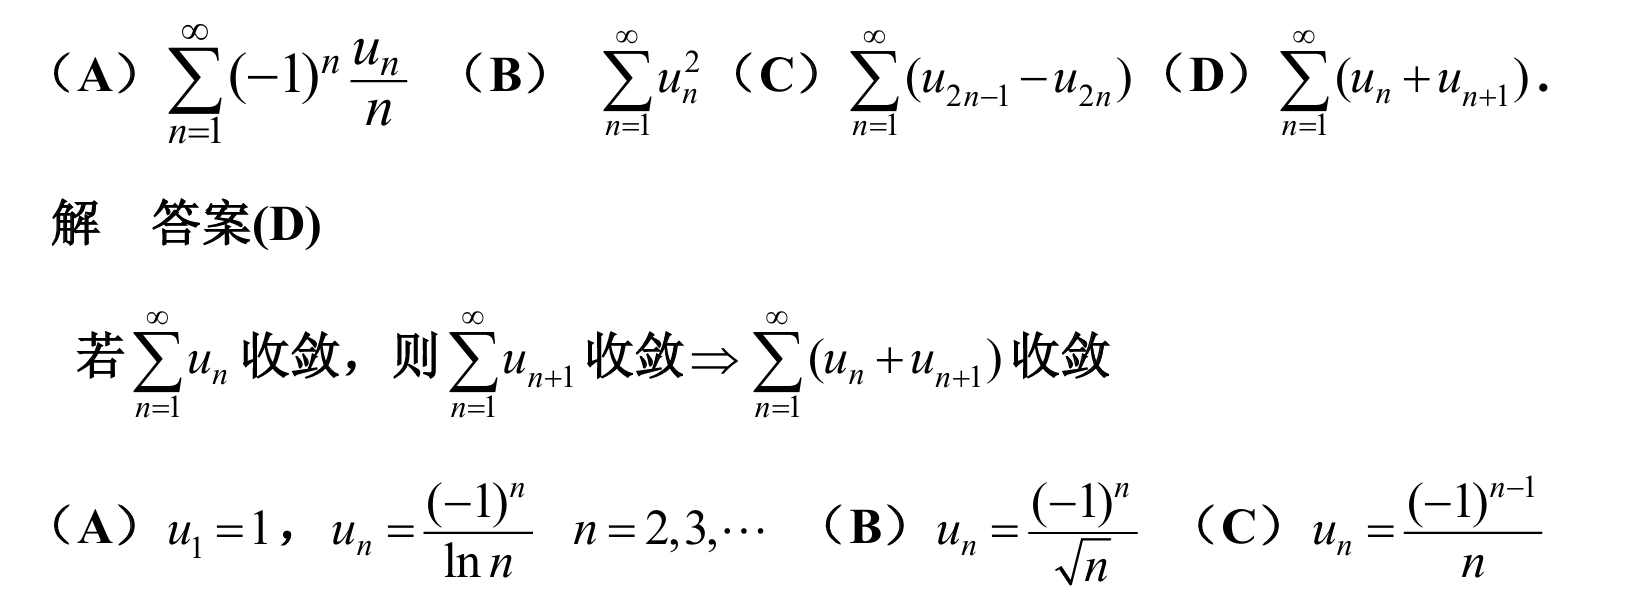 （A）$\sum_{n=1}^{\infty}(-1)^n\frac{u_n}{n}$ （B） $\sum_{n=1}^{\infty}u_n^2$（C）$\sum_{n=1}^{\infty}(u_{2n-1}-u_{2n})$（D）$\sum_{n=1}^{\infty}(u_n+u_{n+1})$.
解 答案(D)
若$\sum_{n=1}^{\infty}u_n$收敛，则$\sum_{n=1}^{\infty}u_{n+1}$收敛$\Rightarrow\sum_{n=1}^{\infty}(u_n+u_{n+1})$收敛
（A）$u_1=1$，$u_n=\frac{(-1)^n}{\ln n}$ $n=2,3,\cdots$ （B）$u_n=\frac{(-1)^n}{\sqrt{n}}$ （C）$u_n=\frac{(-1)^{n-1}}{n}$